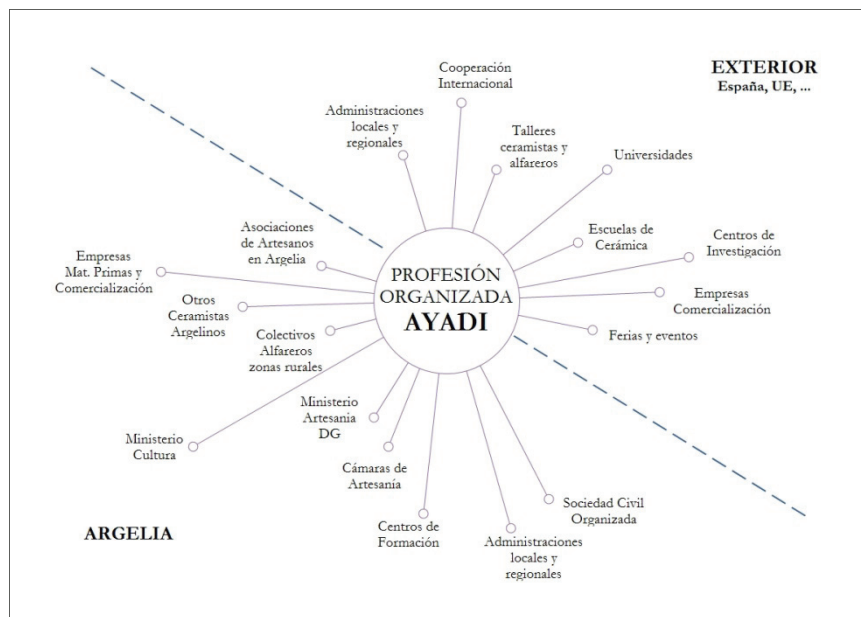 Cooperación
Internacional
EXTERIOR
España, UE, ...
Administraciones
locales y
regionales
Talleres
ceramistas y
alfareros
Universidades
Asociaciones
de Artesanos
en Argelia
Escuelas de
Cerámica
Centros de
Investigación
Empresas
Mat. Primas y
Comercialización
PROFESIÓN
ORGANIZADA
AYADI
Otros
Ceramistas
Argelinos
Empresas
Comercialización
Colectivos
Alfareros
zonas rurales
Ferias y eventos
Ministerio
Artesania
DG
Ministerio
Cultura
Cámaras de
Artesanía
Sociedad Civil
Organizada
ARGELIA
Centros de
Formación
Administraciones
locales y
regionales